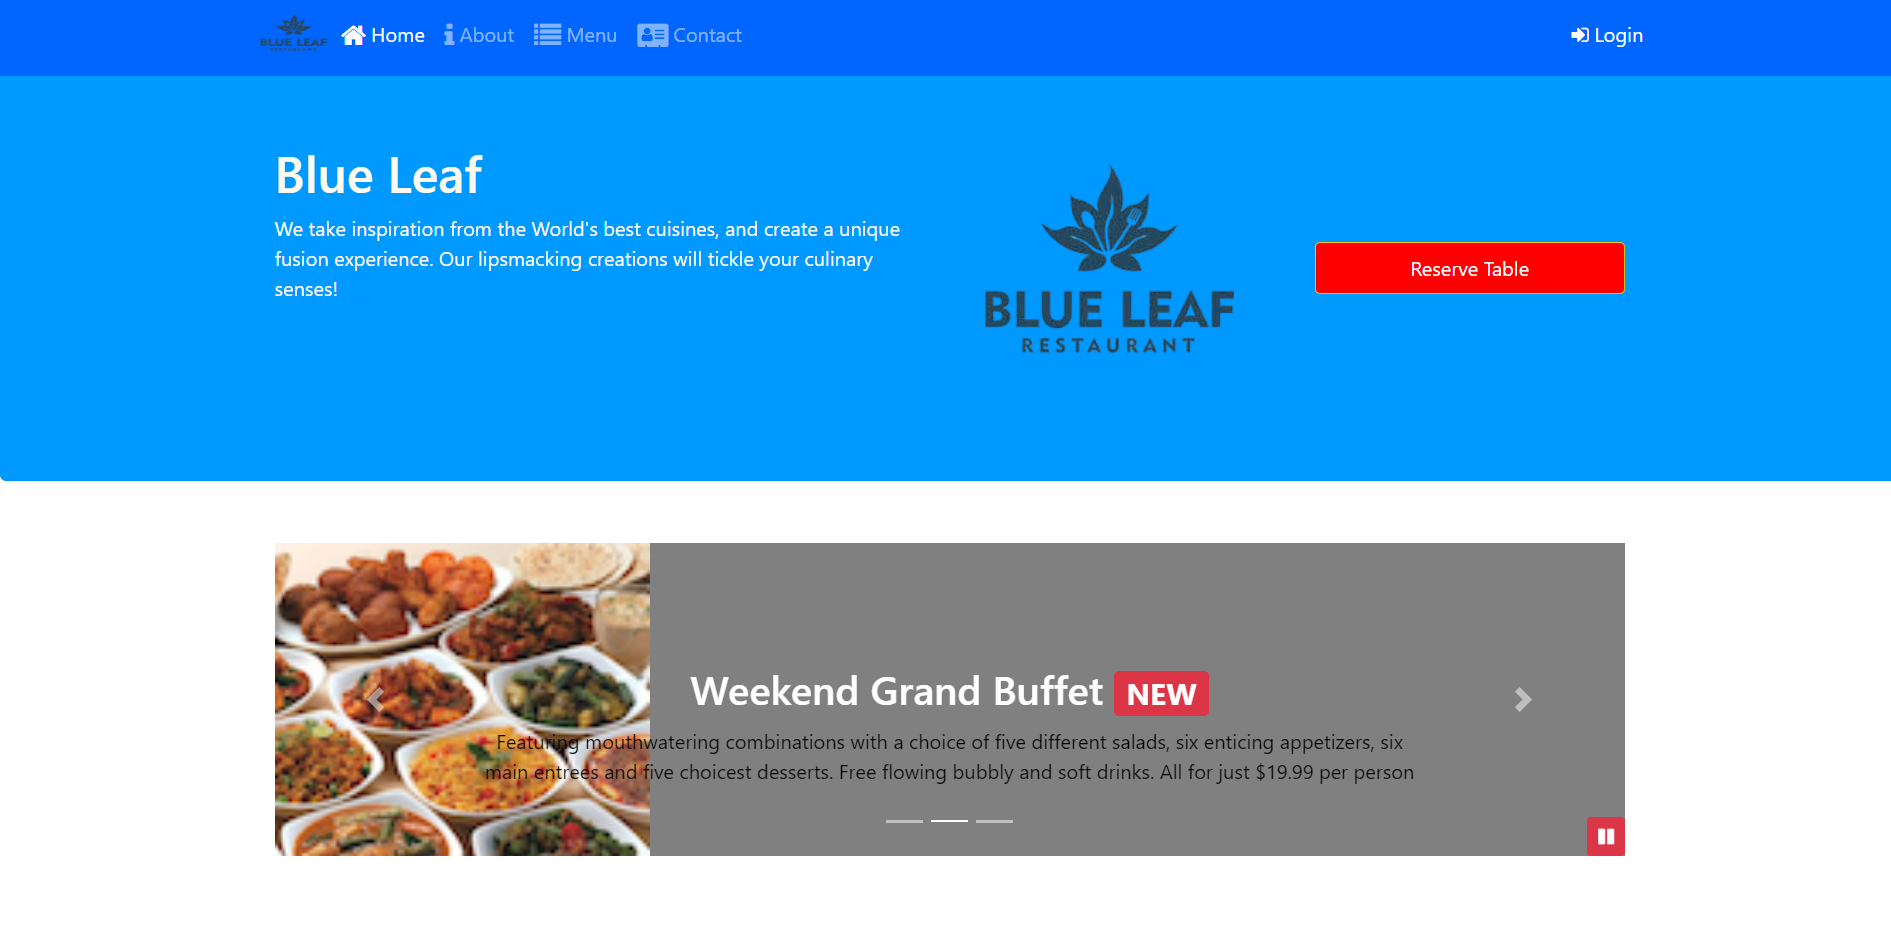 BLUE LEAF
RESTAURANT
Home
About
Menu
Contact
Login
Blue Leaf
We take inspiration from the World's best cuisines, and create a unique
fusion experience. Our lipsmacking creations will tickle your culinary
senses!
BLUE LEAF
RESTAURANT
Reserve Table
Weekend Grand Buffet NEW
Featuring mouthwatering combinations with a choice of five different salads, six enticing appetizers, six
main entrees and five choicest desserts. Free flowing bubbly and soft drinks. All for just $19.99 per person